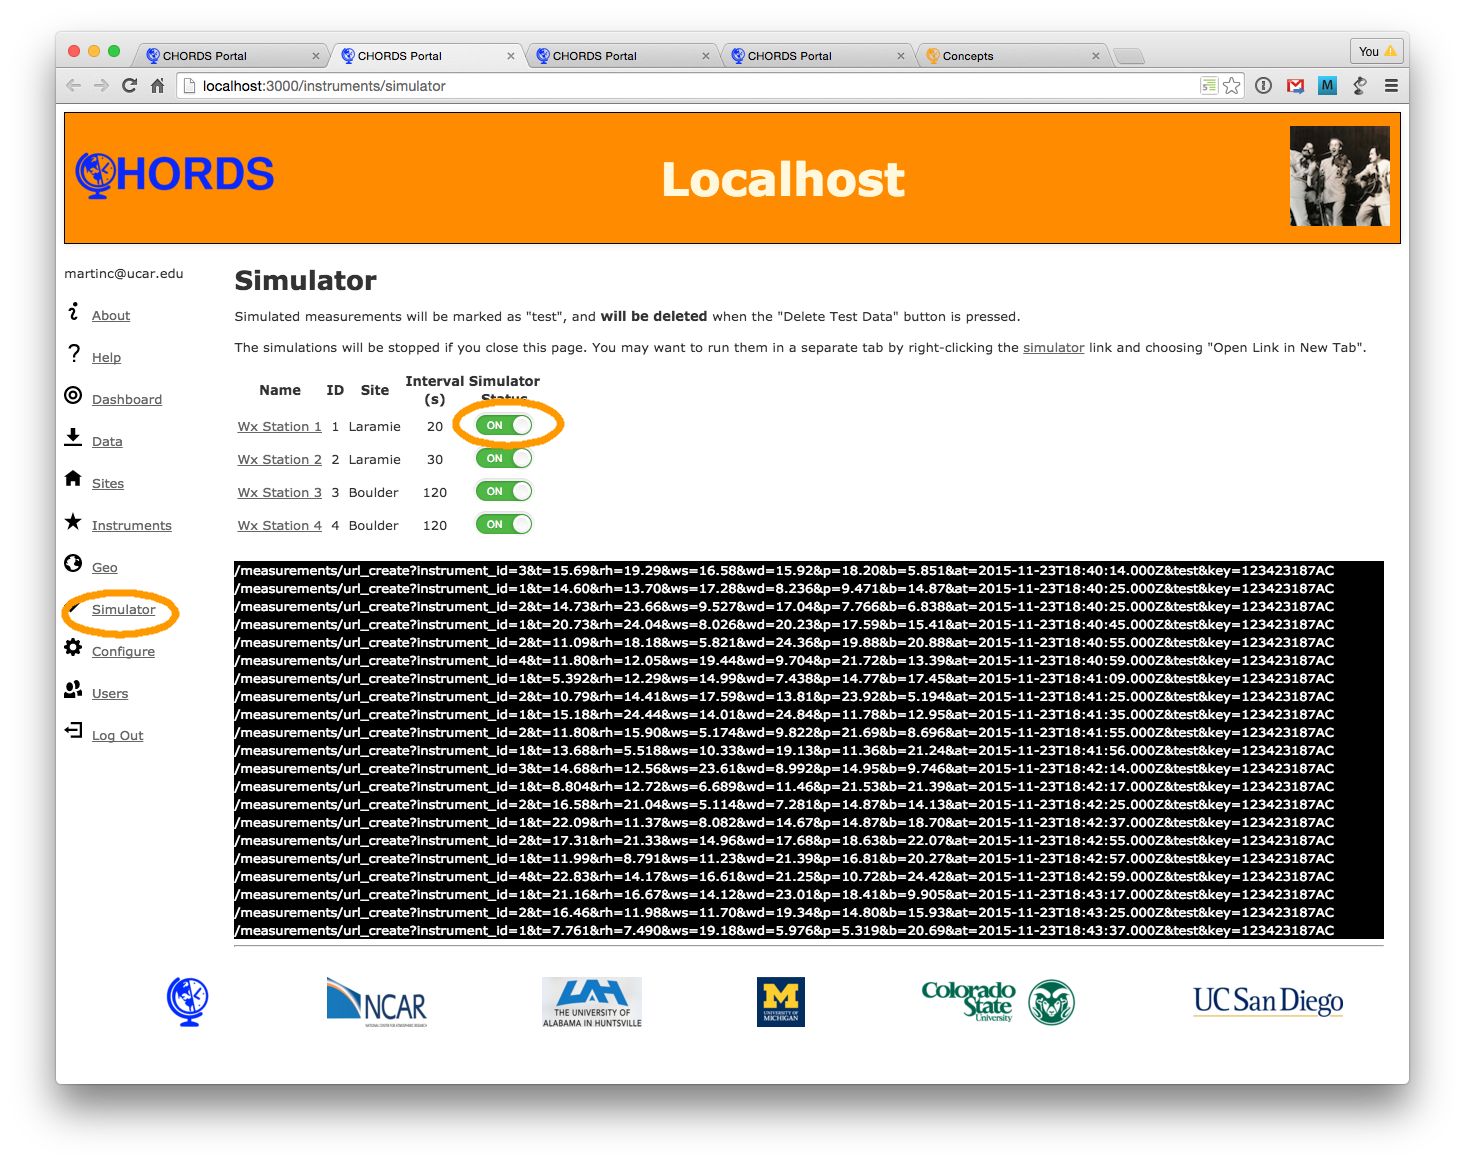 CHORDS Portal
CHORDS Portal
CHORDS Portal
CHORDS Portal
Concepts
You
localhost:3000/instruments/simulator
M
HORDS
Localhost
martinc@ucar.edu
About
Help
Dashboard
Data
Sites
Instruments
Geo
Simulator
Configure
Users
Log Out
Simulator
Simulated measurements will be marked as "test", and will be deleted when the "Delete Test Data" button is pressed.
The simulations will be stopped if you close this page. You may want to run them in a separate tab by right-clicking the simulator link and choosing "Open Link in New Tab".
Name ID Site Interval (s) Simulator Status
Wx Station 1 1 Laramie 20 ON
Wx Station 2 2 Laramie 30 ON
Wx Station 3 3 Boulder 120 ON
Wx Station 4 4 Boulder 120 ON
/measurements/url_create?instrument_id=3&t=15.69&rh=19.29&ws=16.58&wd=15.92&p=18.20&b=5.851&at=2015-11-23T18:40:14.000Z&test&key=123423187AC
/measurements/url_create?instrument_id=1&t=14.60&rh=13.70&ws=17.28&wd=8.236&p=9.471&b=14.87&at=2015-11-23T18:40:25.000Z&test&key=123423187AC
/measurements/url_create?instrument_id=2&t=14.73&rh=23.66&ws=9.527&wd=17.04&p=7.766&b=6.838&at=2015-11-23T18:40:25.000Z&test&key=123423187AC
/measurements/url_create?instrument_id=1&t=20.73&rh=24.04&ws=8.026&wd=20.23&p=17.59&b=15.41&at=2015-11-23T18:40:45.000Z&test&key=123423187AC
/measurements/url_create?instrument_id=2&t=11.09&rh=18.18&ws=5.821&wd=24.36&p=19.88&b=20.88&at=2015-11-23T18:40:55.000Z&test&key=123423187AC
/measurements/url_create?instrument_id=4&t=11.80&rh=12.05&ws=19.44&wd=9.704&p=21.72&b=13.39&at=2015-11-23T18:40:59.000Z&test&key=123423187AC
/measurements/url_create?instrument_id=1&t=5.392&rh=12.29&ws=14.99&wd=7.438&p=14.77&b=17.45&at=2015-11-23T18:41:09.000Z&test&key=123423187AC
/measurements/url_create?instrument_id=2&t=10.79&rh=14.41&ws=17.59&wd=13.81&p=23.92&b=5.194&at=2015-11-23T18:41:25.000Z&test&key=123423187AC
/measurements/url_create?instrument_id=1&t=15.18&rh=24.44&ws=14.01&wd=24.84&p=11.78&b=12.95&at=2015-11-23T18:41:35.000Z&test&key=123423187AC
/measurements/url_create?instrument_id=2&t=11.80&rh=15.90&ws=5.174&wd=9.822&p=21.69&b=8.696&at=2015-11-23T18:41:55.000Z&test&key=123423187AC
/measurements/url_create?instrument_id=1&t=13.68&rh=5.518&ws=10.33&wd=19.13&p=11.36&b=21.24&at=2015-11-23T18:41:56.000Z&test&key=123423187AC
/measurements/url_create?instrument_id=3&t=14.68&rh=12.56&ws=23.61&wd=8.992&p=14.95&b=9.746&at=2015-11-23T18:42:14.000Z&test&key=123423187AC
/measurements/url_create?instrument_id=1&t=8.804&rh=12.72&ws=6.689&wd=11.46&p=21.53&b=21.39&at=2015-11-23T18:42:17.000Z&test&key=123423187AC
/measurements/url_create?instrument_id=2&t=16.58&rh=21.04&ws=5.114&wd=7.281&p=14.87&b=14.13&at=2015-11-23T18:42:25.000Z&test&key=123423187AC
/measurements/url_create?instrument_id=1&t=22.09&rh=11.37&ws=8.082&wd=14.67&p=14.87&b=18.70&at=2015-11-23T18:42:37.000Z&test&key=123423187AC
/measurements/url_create?instrument_id=2&t=17.31&rh=21.33&ws=14.96&wd=17.68&p=18.63&b=22.07&at=2015-11-23T18:42:55.000Z&test&key=123423187AC
/measurements/url_create?instrument_id=1&t=11.99&rh=8.791&ws=11.23&wd=21.39&p=16.81&b=20.27&at=2015-11-23T18:42:57.000Z&test&key=123423187AC
/measurements/url_create?instrument_id=4&t=22.83&rh=14.17&ws=16.61&wd=21.25&p=10.72&b=24.42&at=2015-11-23T18:42:59.000Z&test&key=123423187AC
/measurements/url_create?instrument_id=1&t=21.16&rh=16.67&ws=14.12&wd=23.01&p=18.41&b=9.905&at=2015-11-23T18:43:17.000Z&test&key=123423187AC
/measurements/url_create?instrument_id=2&t=16.46&rh=11.98&ws=11.70&wd=19.34&p=14.80&b=15.93&at=2015-11-23T18:43:25.000Z&test&key=123423187AC
/measurements/url_create?instrument_id=1&t=7.761&rh=7.490&ws=19.18&wd=5.976&p=5.319&b=20.69&at=2015-11-23T18:43:37.000Z&test&key=123423187AC
NCAR
NATIONAL CENTER FOR ATMOSPHERIC RESEARCH
UAH
THE UNIVERSITY OF
ALABAMA IN HUNTSVILLE
M
UNIVERSITY OF
MICHIGAN
Colorado
State
University
UC San Diego